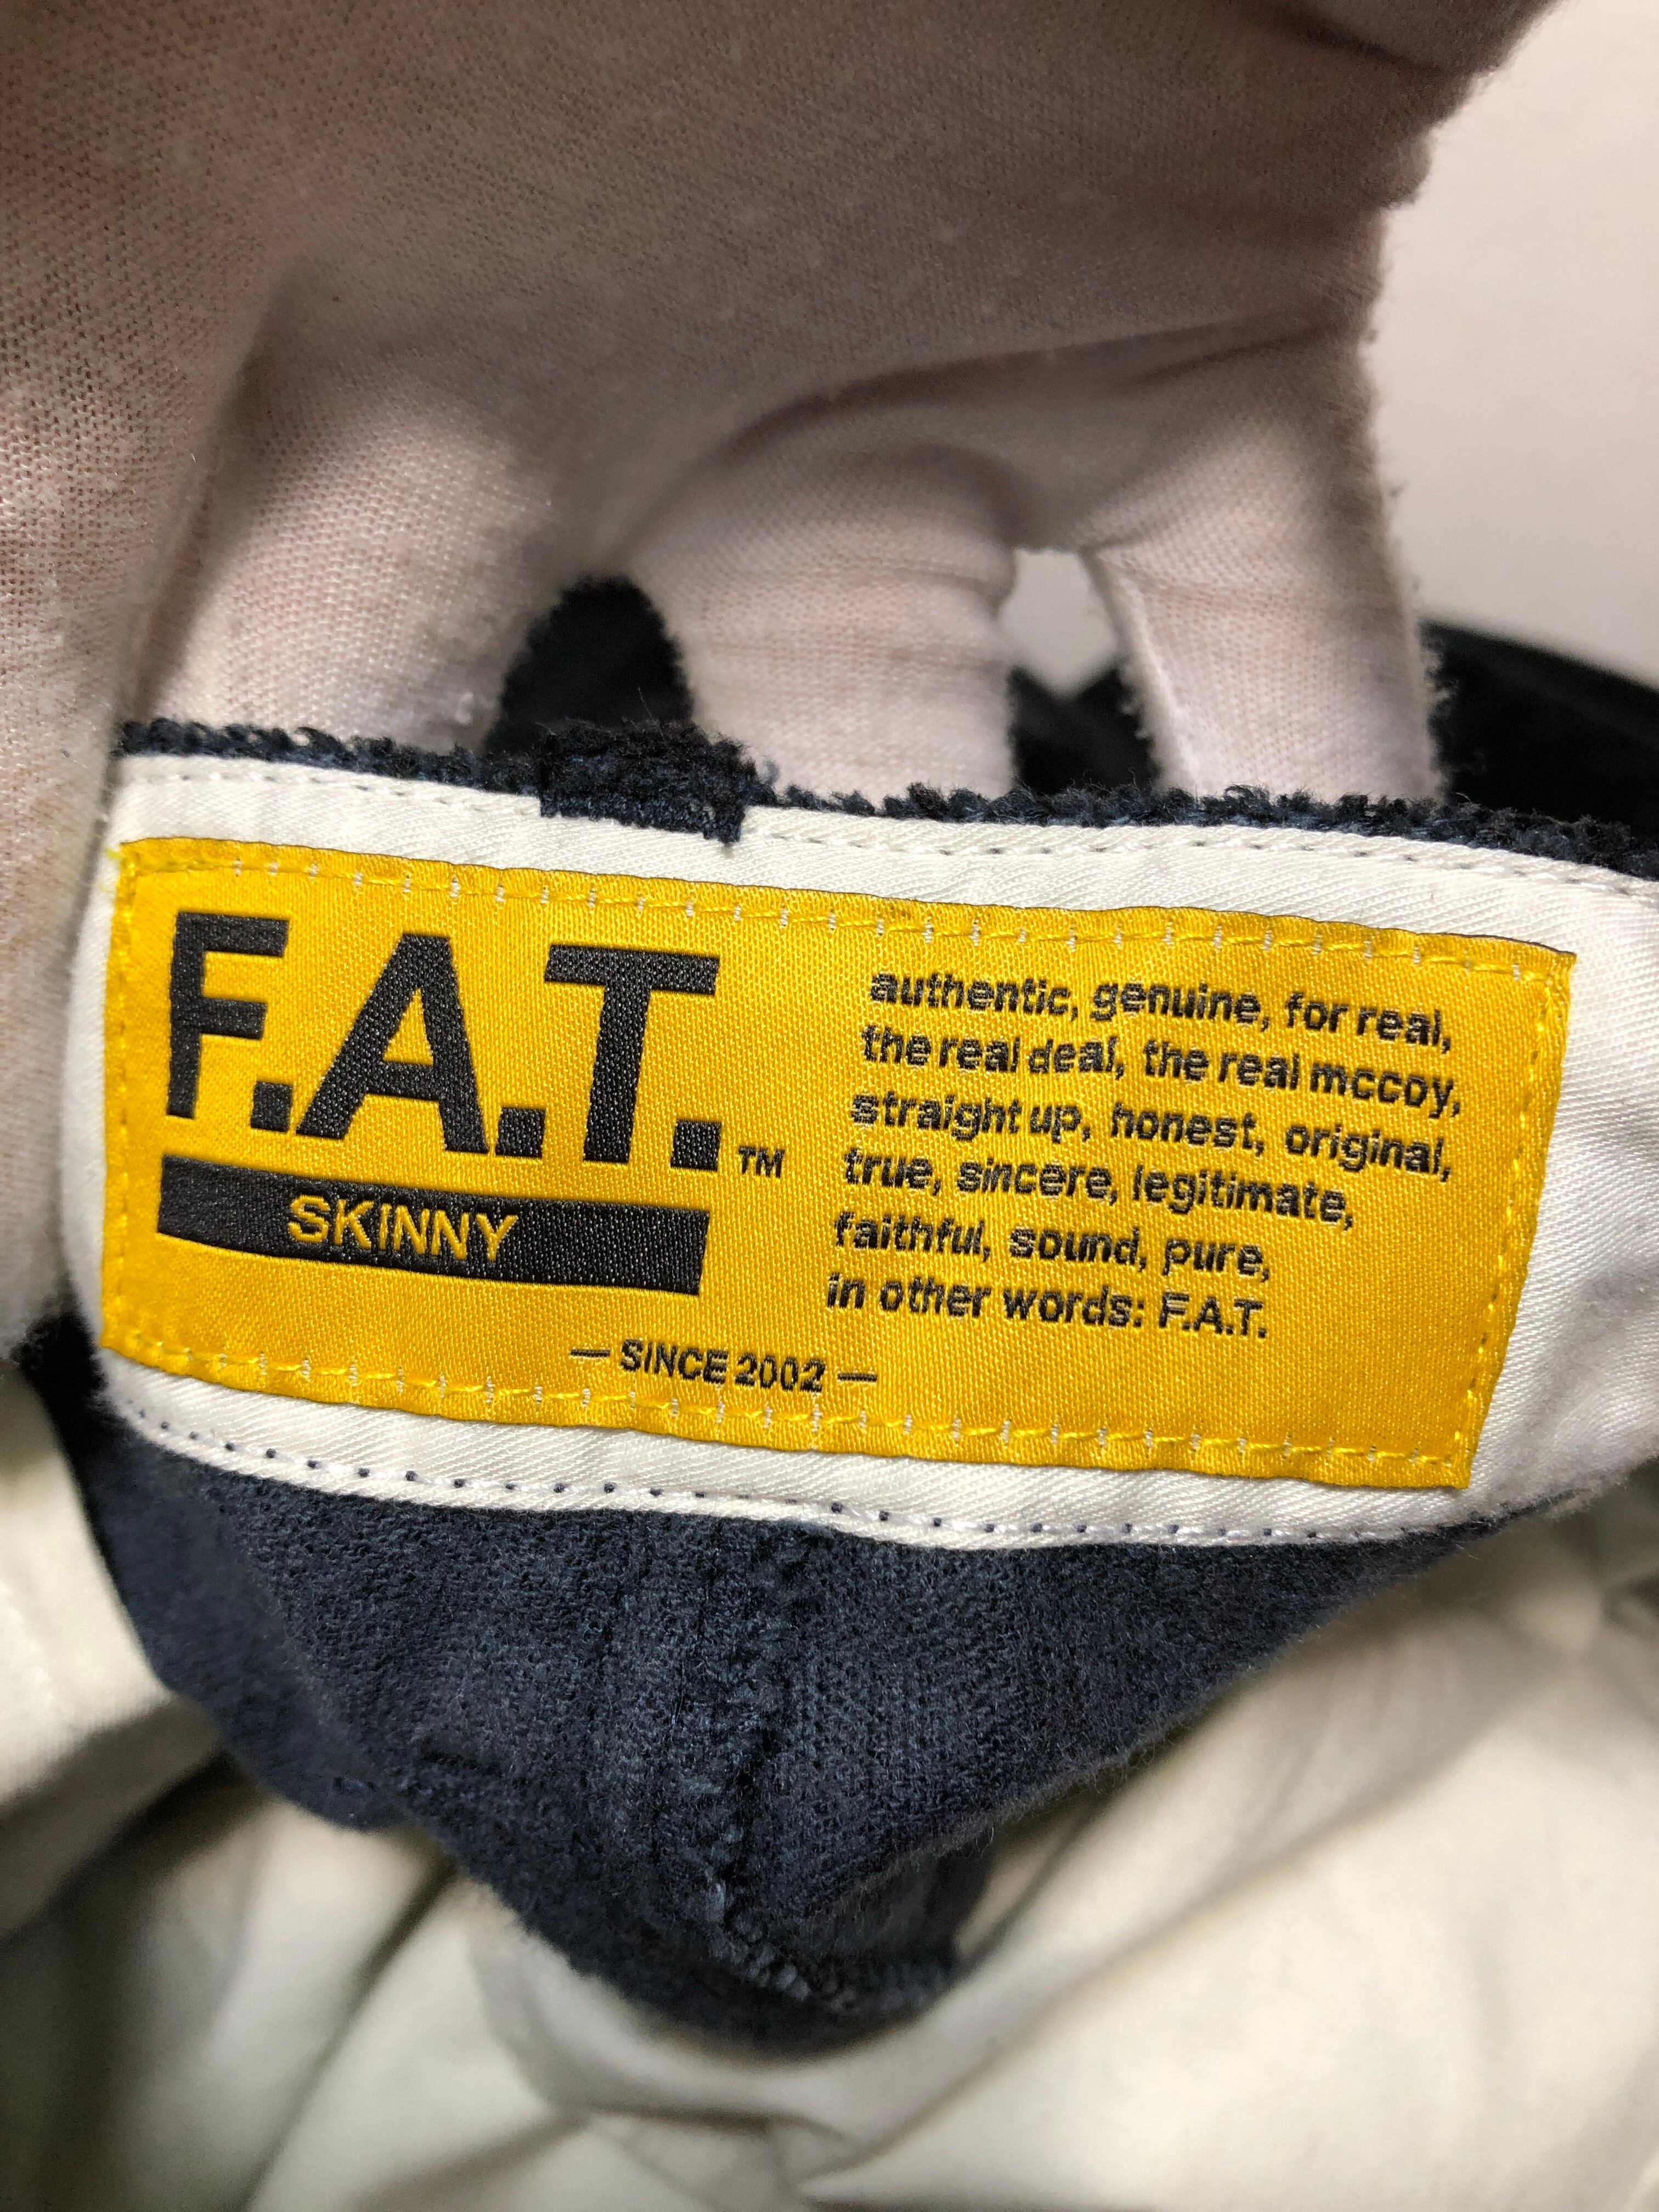 F.A.T.™
SKINNY
authentic, genuine, for real,
the real deal, the real mccoy,
straight up, honest, original,
true, sincere, legitimate,
faithful, sound, pure,
in other words: F.A.T.
— SINCE 2002 —